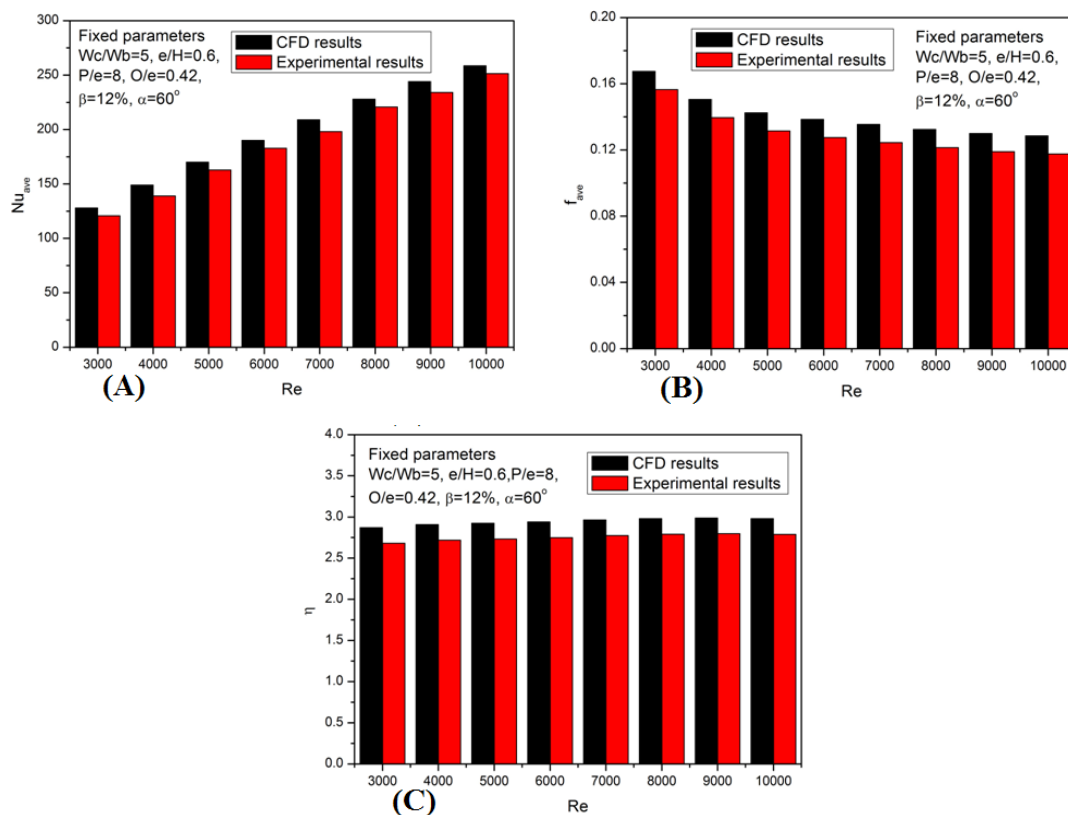 300
250
200
150
100
50
0
Nu_ave
Fixed parameters
Wc/Wb=5, e/H=0.6,
P/e=8, O/e=0.42,
β=12%, α=60°
CFD results
Experimental results
3000 4000 5000 6000 7000 8000 9000 10000
(A)
Re
0.20
0.16
0.12
0.08
0.04
0.00
f_ave
CFD results
Experimental results
Fixed parameters
Wc/Wb=5, e/H=0.6,
P/e=8, O/e=0.42,
β=12%, α=60°
3000 4000 5000 6000 7000 8000 9000 10000
(B)
Re
4.0
3.5
3.0
2.5
2.0
1.5
1.0
0.5
0.0
η
Fixed parameters
Wc/Wb=5, e/H=0.6,P/e=8,
O/e=0.42, β=12%, α=60°
CFD results
Experimental results
3000 4000 5000 6000 7000 8000 9000 10000
(C)
Re